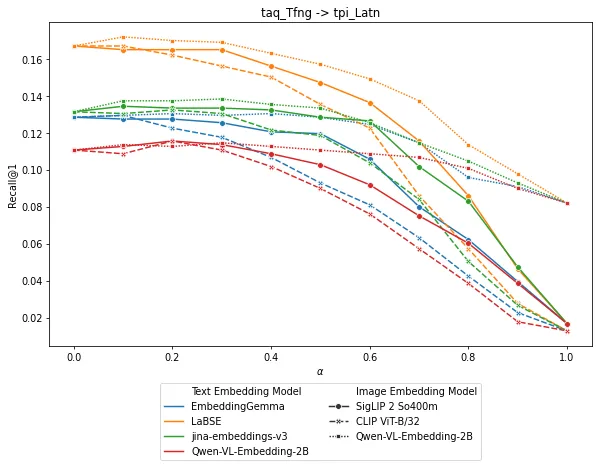 taq_Tfng -> tpi_Latn
Recall@1
0.16
0.14
0.12
0.10
0.08
0.06
0.04
0.02
0.0 0.2 0.4 0.6 0.8 1.0
α
Text Embedding Model
EmbeddingGemma
LaBSE
jina-embeddings-v3
Qwen-VL-Embedding-2B
Image Embedding Model
SigLIP 2 So400m
CLIP ViT-B/32
Qwen-VL-Embedding-2B